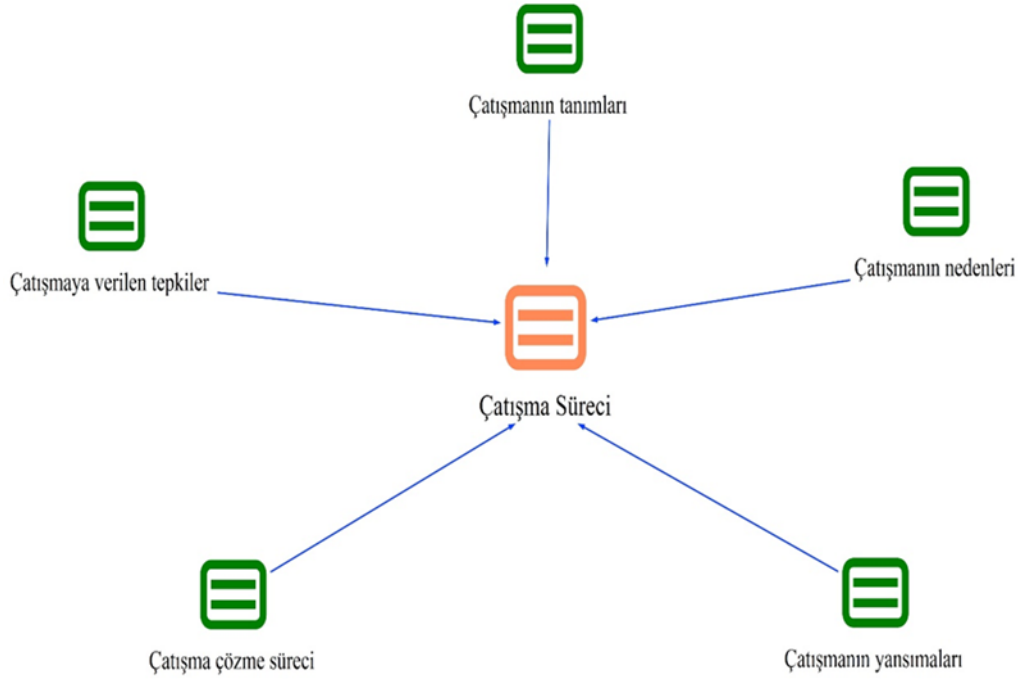 Çatışmanın tanımları
Çatışmaya verilen tepkiler
Çatışmanın nedenleri
Çatışma Süreci
Çatışma çözme süreci
Çatışmanın yansımaları